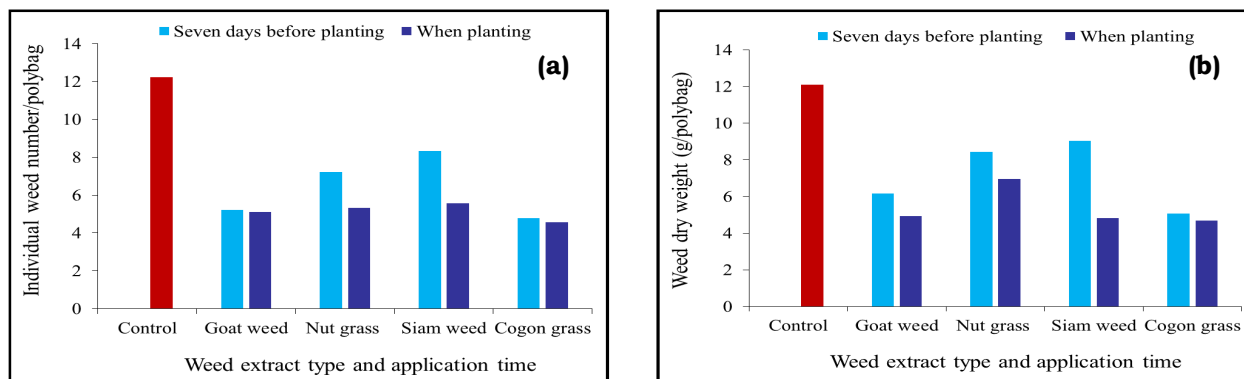 Seven days before planting When planting
(a)
Individual weed number/polybag
14
12
10
8
6
4
2
0
Control Goat weed Nut grass Siam weed Cogon grass
Weed extract type and application time
Seven days before planting When planting
(b)
Weed dry weight (g/polybag)
14
12
10
8
6
4
2
0
Control Goat weed Nut grass Siam weed Cogon grass
Weed extract type and application time